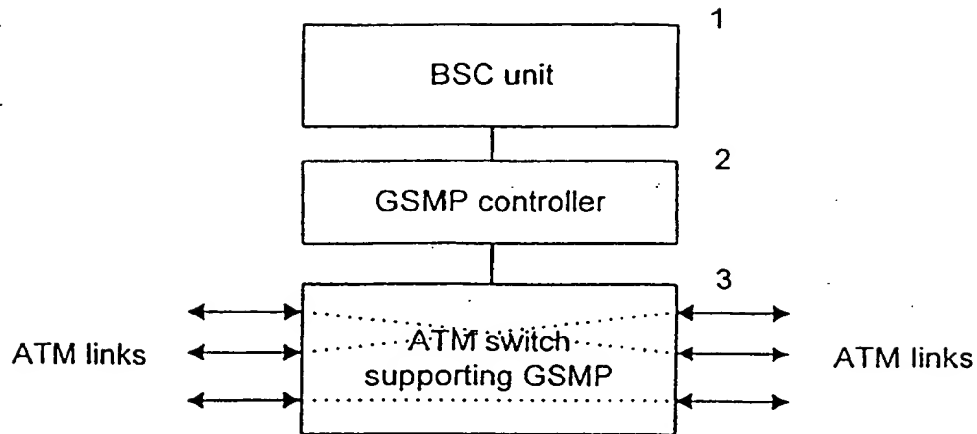 1
BSC unit
2
GSMP controller
3
ATM links
ATM switch
supporting GSMP
ATM links